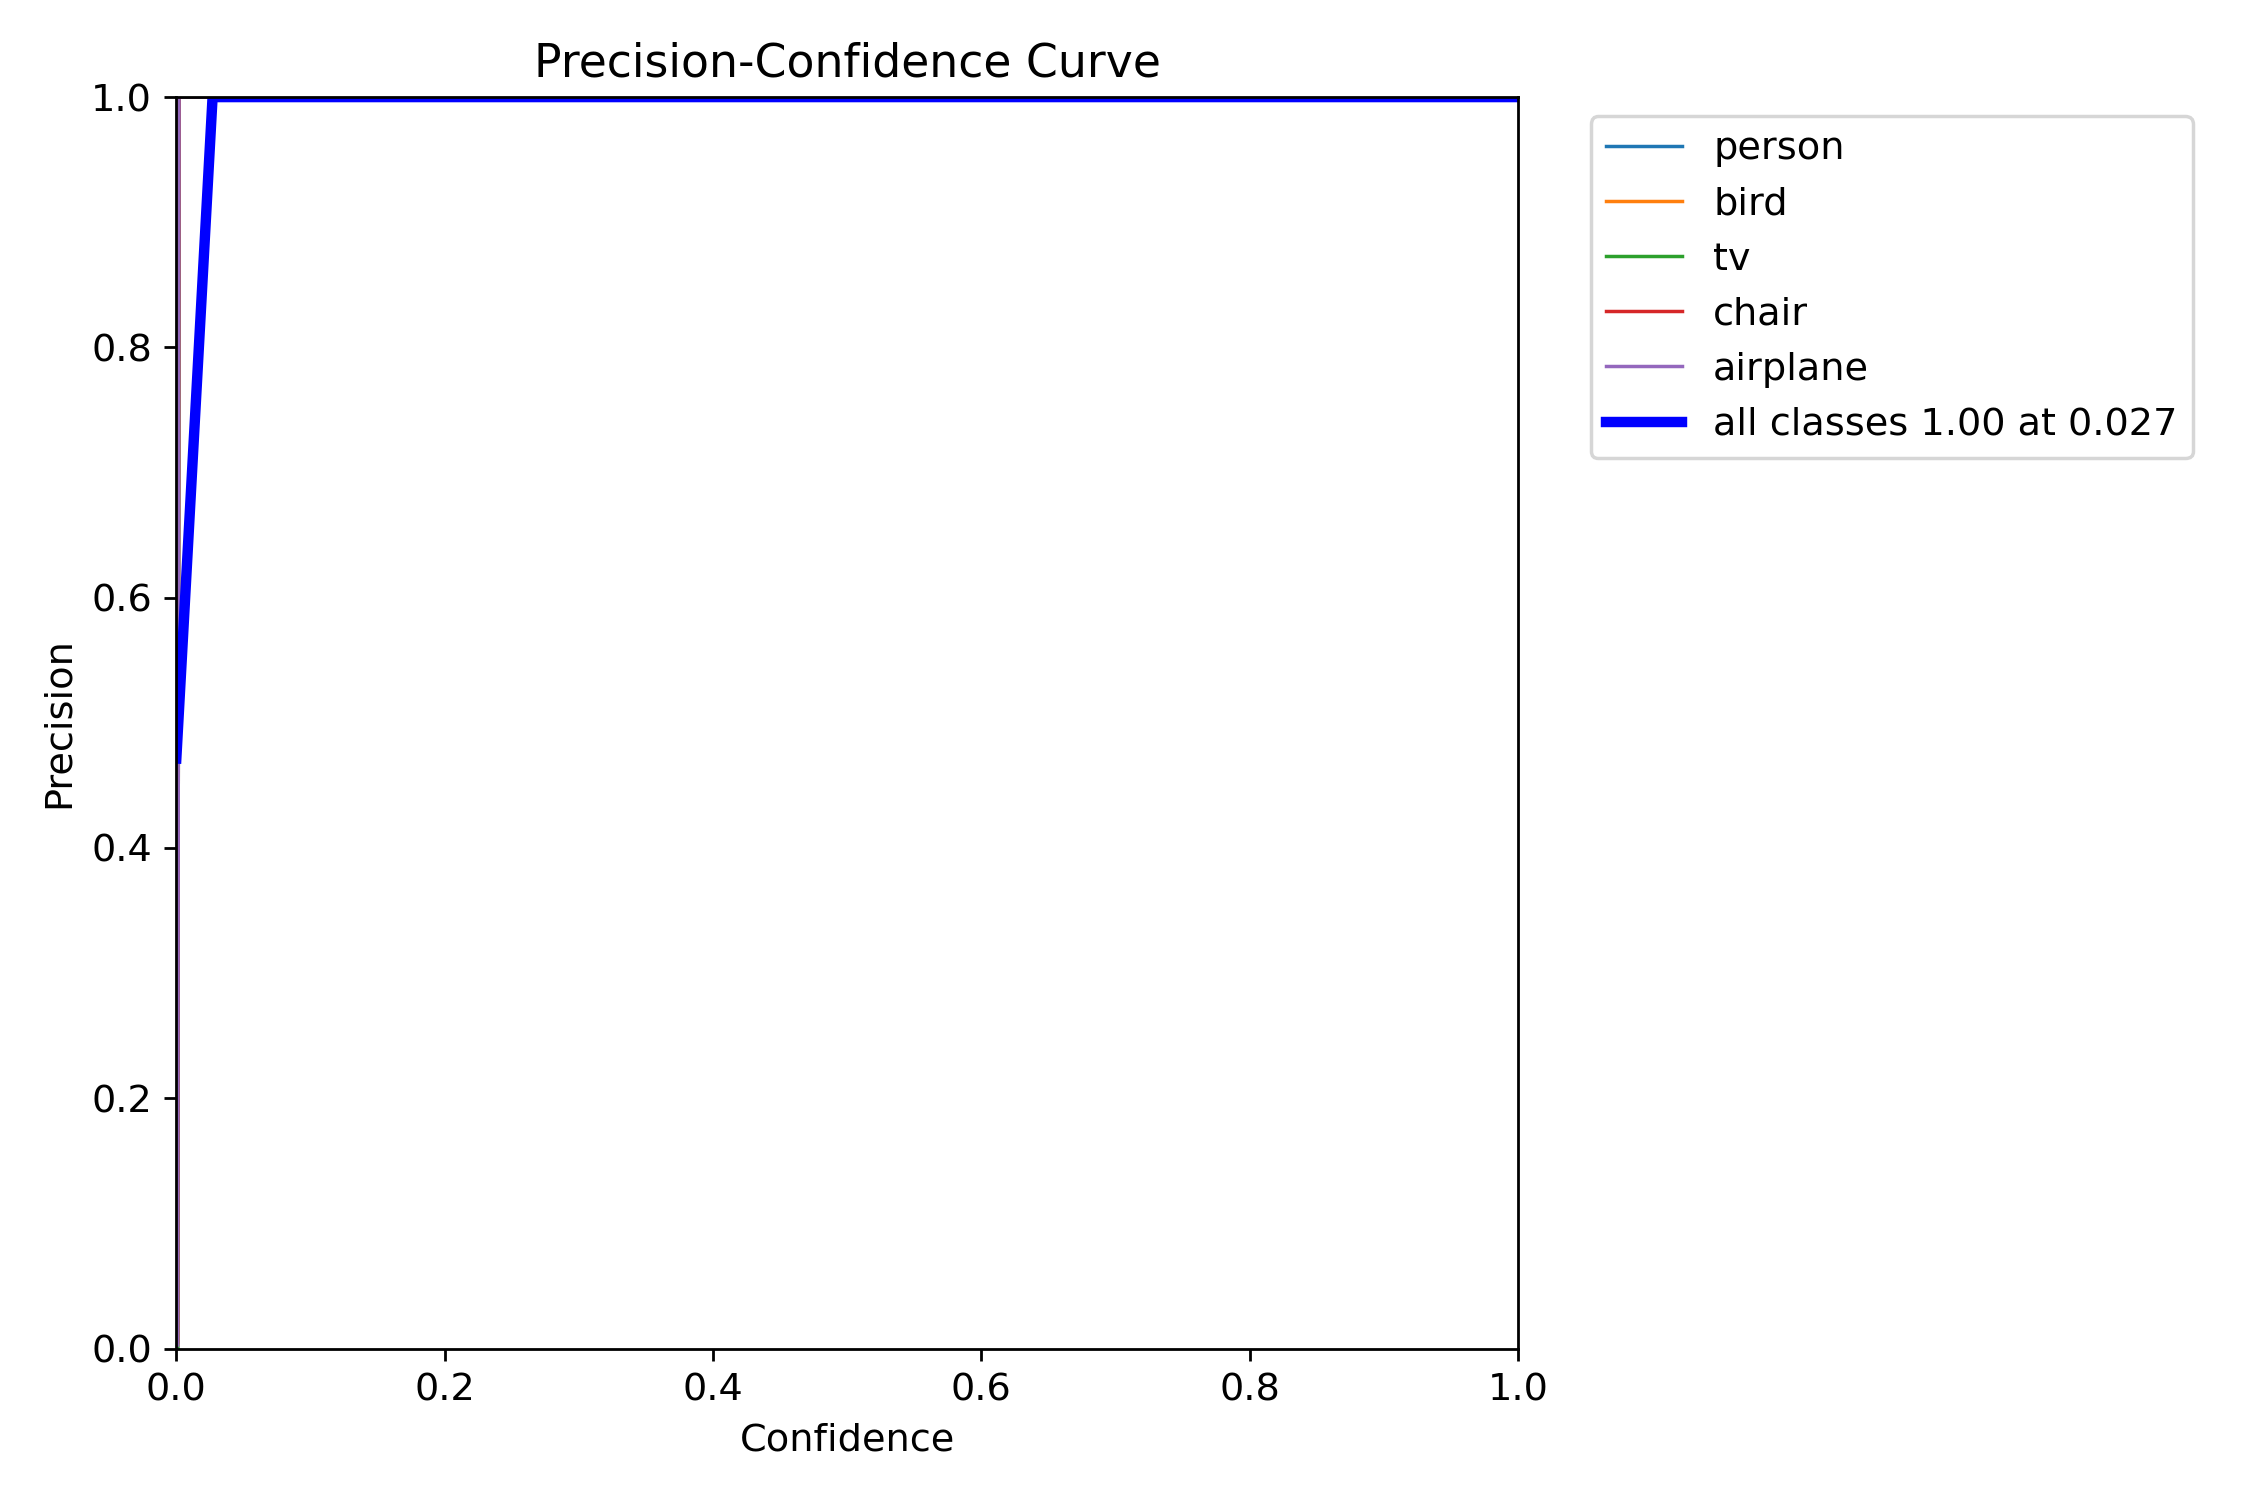 Precision-Confidence Curve
1.0
0.8
0.6
0.4
0.2
0.0
Precision
0.0 0.2 0.4 0.6 0.8 1.0
Confidence
person
bird
tv
chair
airplane
all classes 1.00 at 0.027